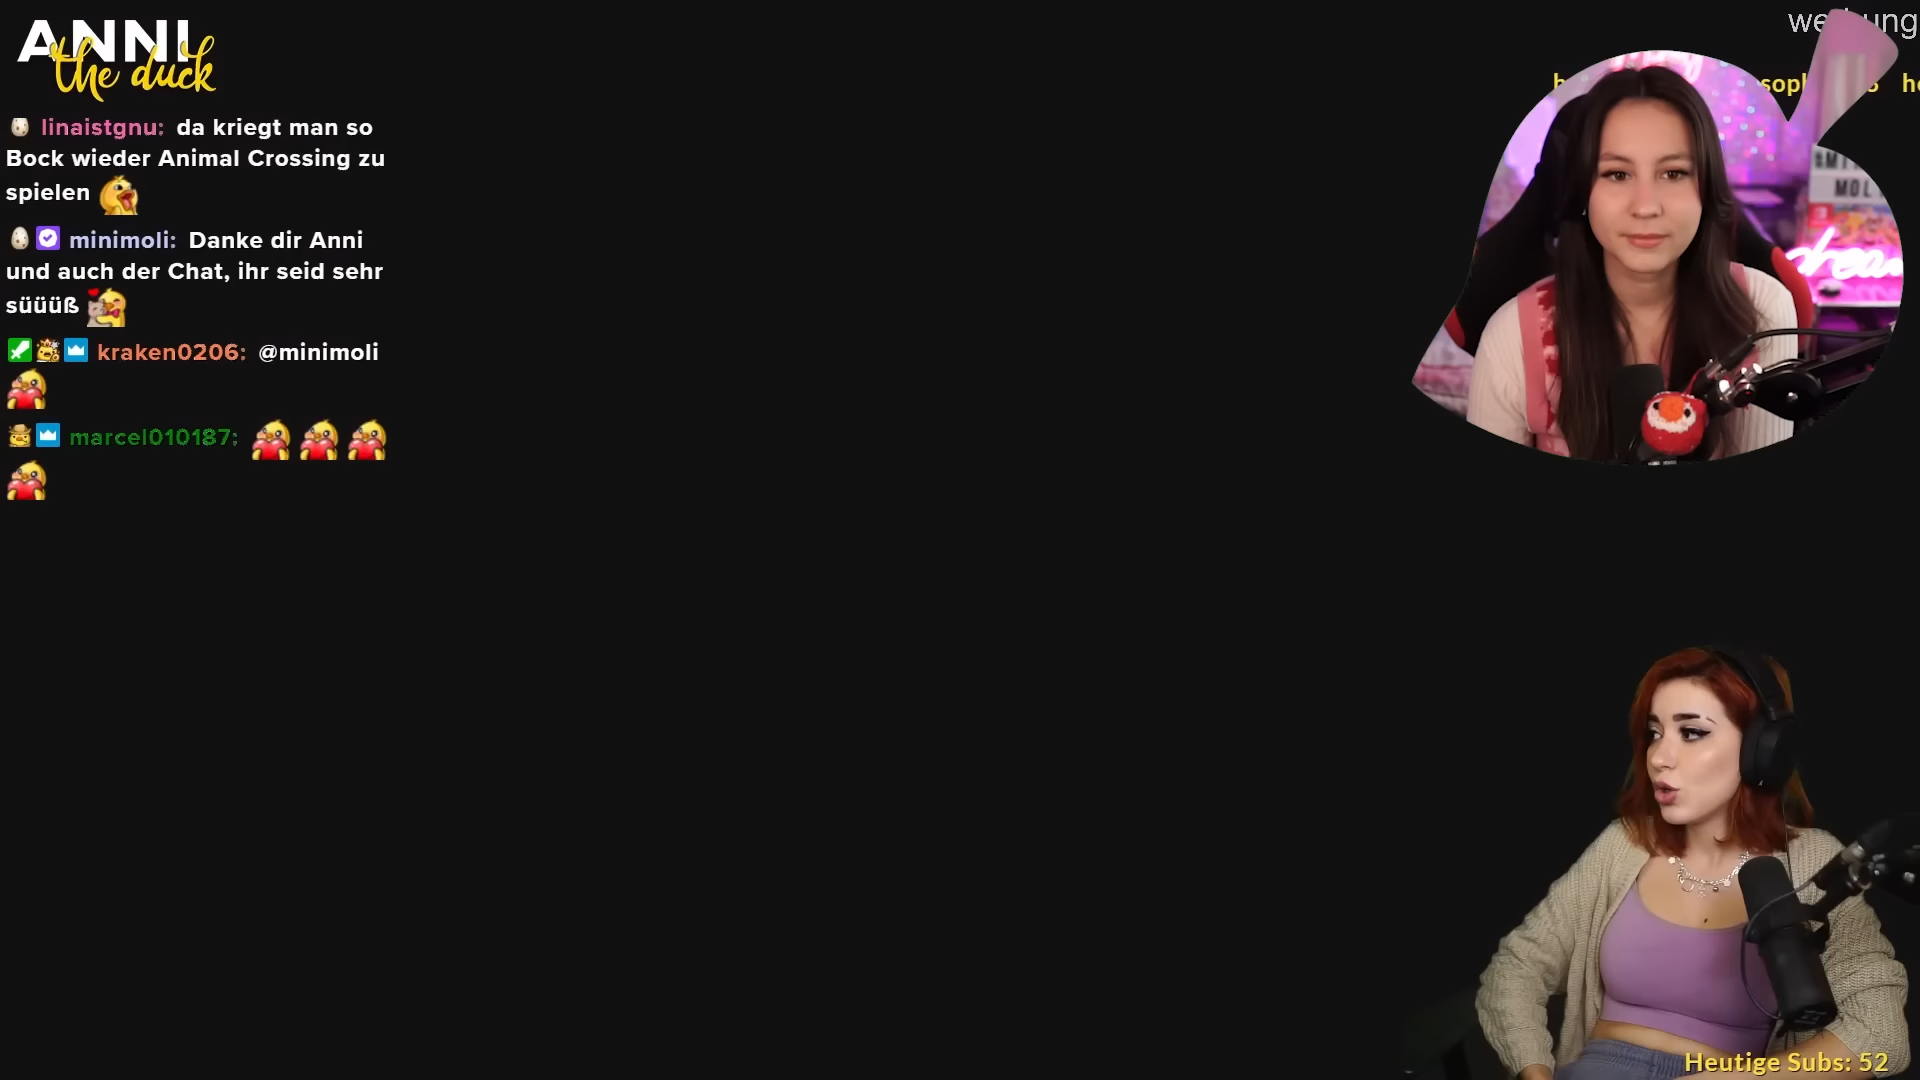 ANNI
the duck
linaistgnu: da kriegt man so
Bock wieder Animal Crossing zu
spielen
minimoli: Danke dir Anni
und auch der Chat, ihr seid sehr
süüüß
kraken0206: @minimoli
marcel010187:
Heutige Subs: 52